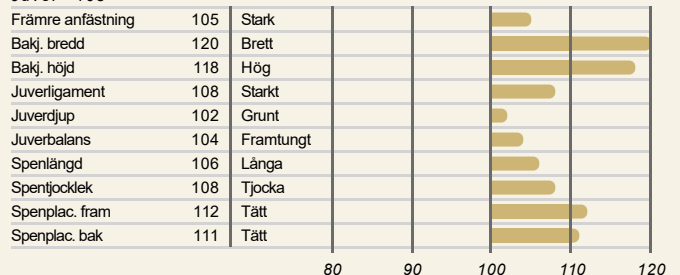 Främre anfästning 105 Stark
Bakj. bredd 120 Brett
Bakj. höjd 118 Hög
Juverligament 108 Starkt
Juverdjup 102 Grunt
Juverbalans 104 Framtungt
Spenlängd 106 Långa
Spentjocklek 108 Tjocka
Spenplac. fram 112 Tätt
Spenplac. bak 111 Tätt
80 90 100 110 120